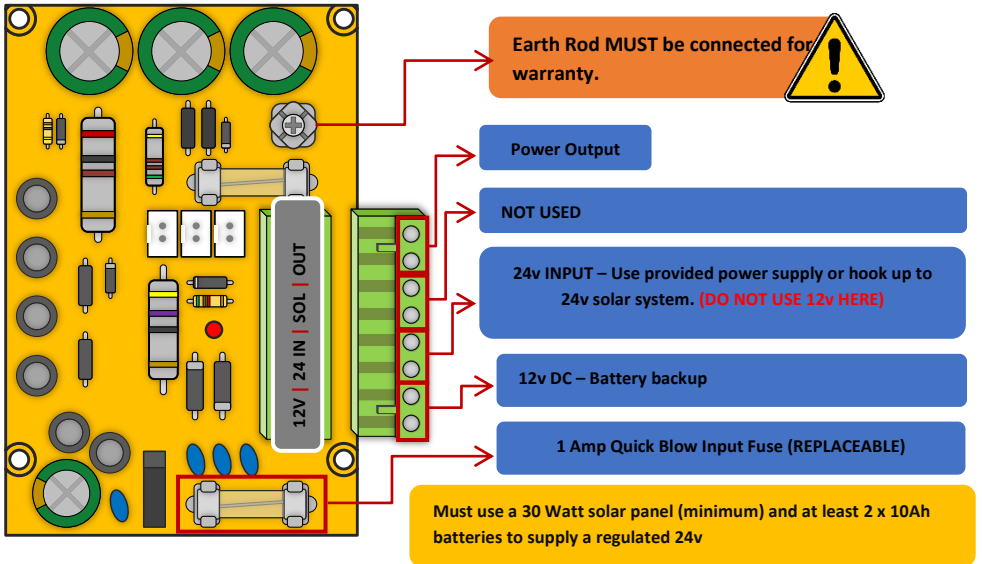 Earth Rod MUST be connected for
warranty.
Power Output
NOT USED
24v INPUT – Use provided power supply or hook up to
24v solar system. (DO NOT USE 12v HERE)
12V | 24 IN | SOL | OUT
12v DC – Battery backup
1 Amp Quick Blow Input Fuse (REPLACEABLE)
Must use a 30 Watt solar panel (minimum) and at least 2 x 10Ah
batteries to supply a regulated 24v